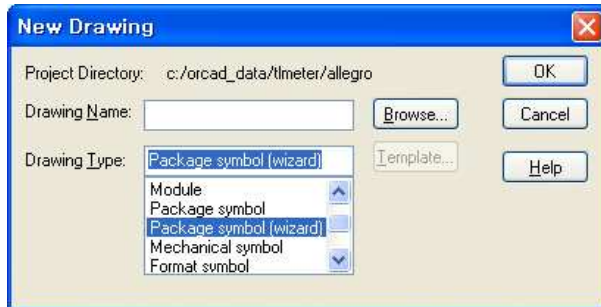 New Drawing
Project Directory: c:/orcad_data/tlmeter/allegro
OK
Drawing Name:
Browse...
Cancel
Drawing Type: Package symbol (wizard)
Template...
Help
Module
Package symbol
Package symbol (wizard)
Mechanical symbol
Format symbol